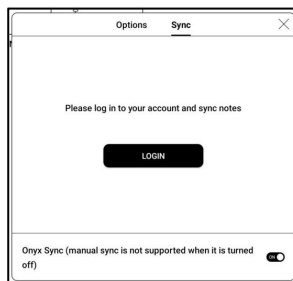 Options Sync
Please log in to your account and sync notes
LOGIN
Onyx Sync (manual sync is not supported when it is turned
off)
ON